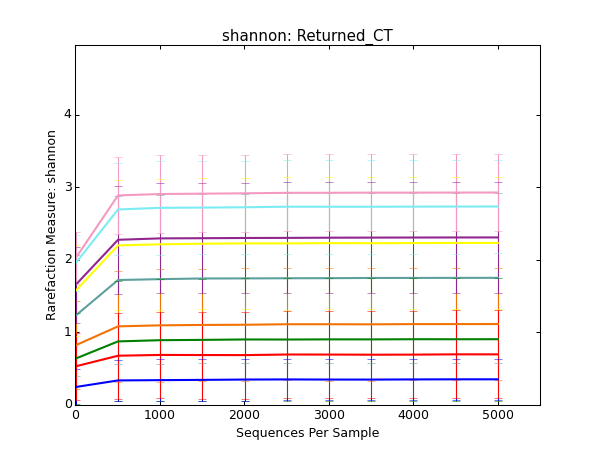 shannon: Returned_CT
Rarefaction Measure: shannon
4
3
2
1
0
0 1000 2000 3000 4000 5000
Sequences Per Sample